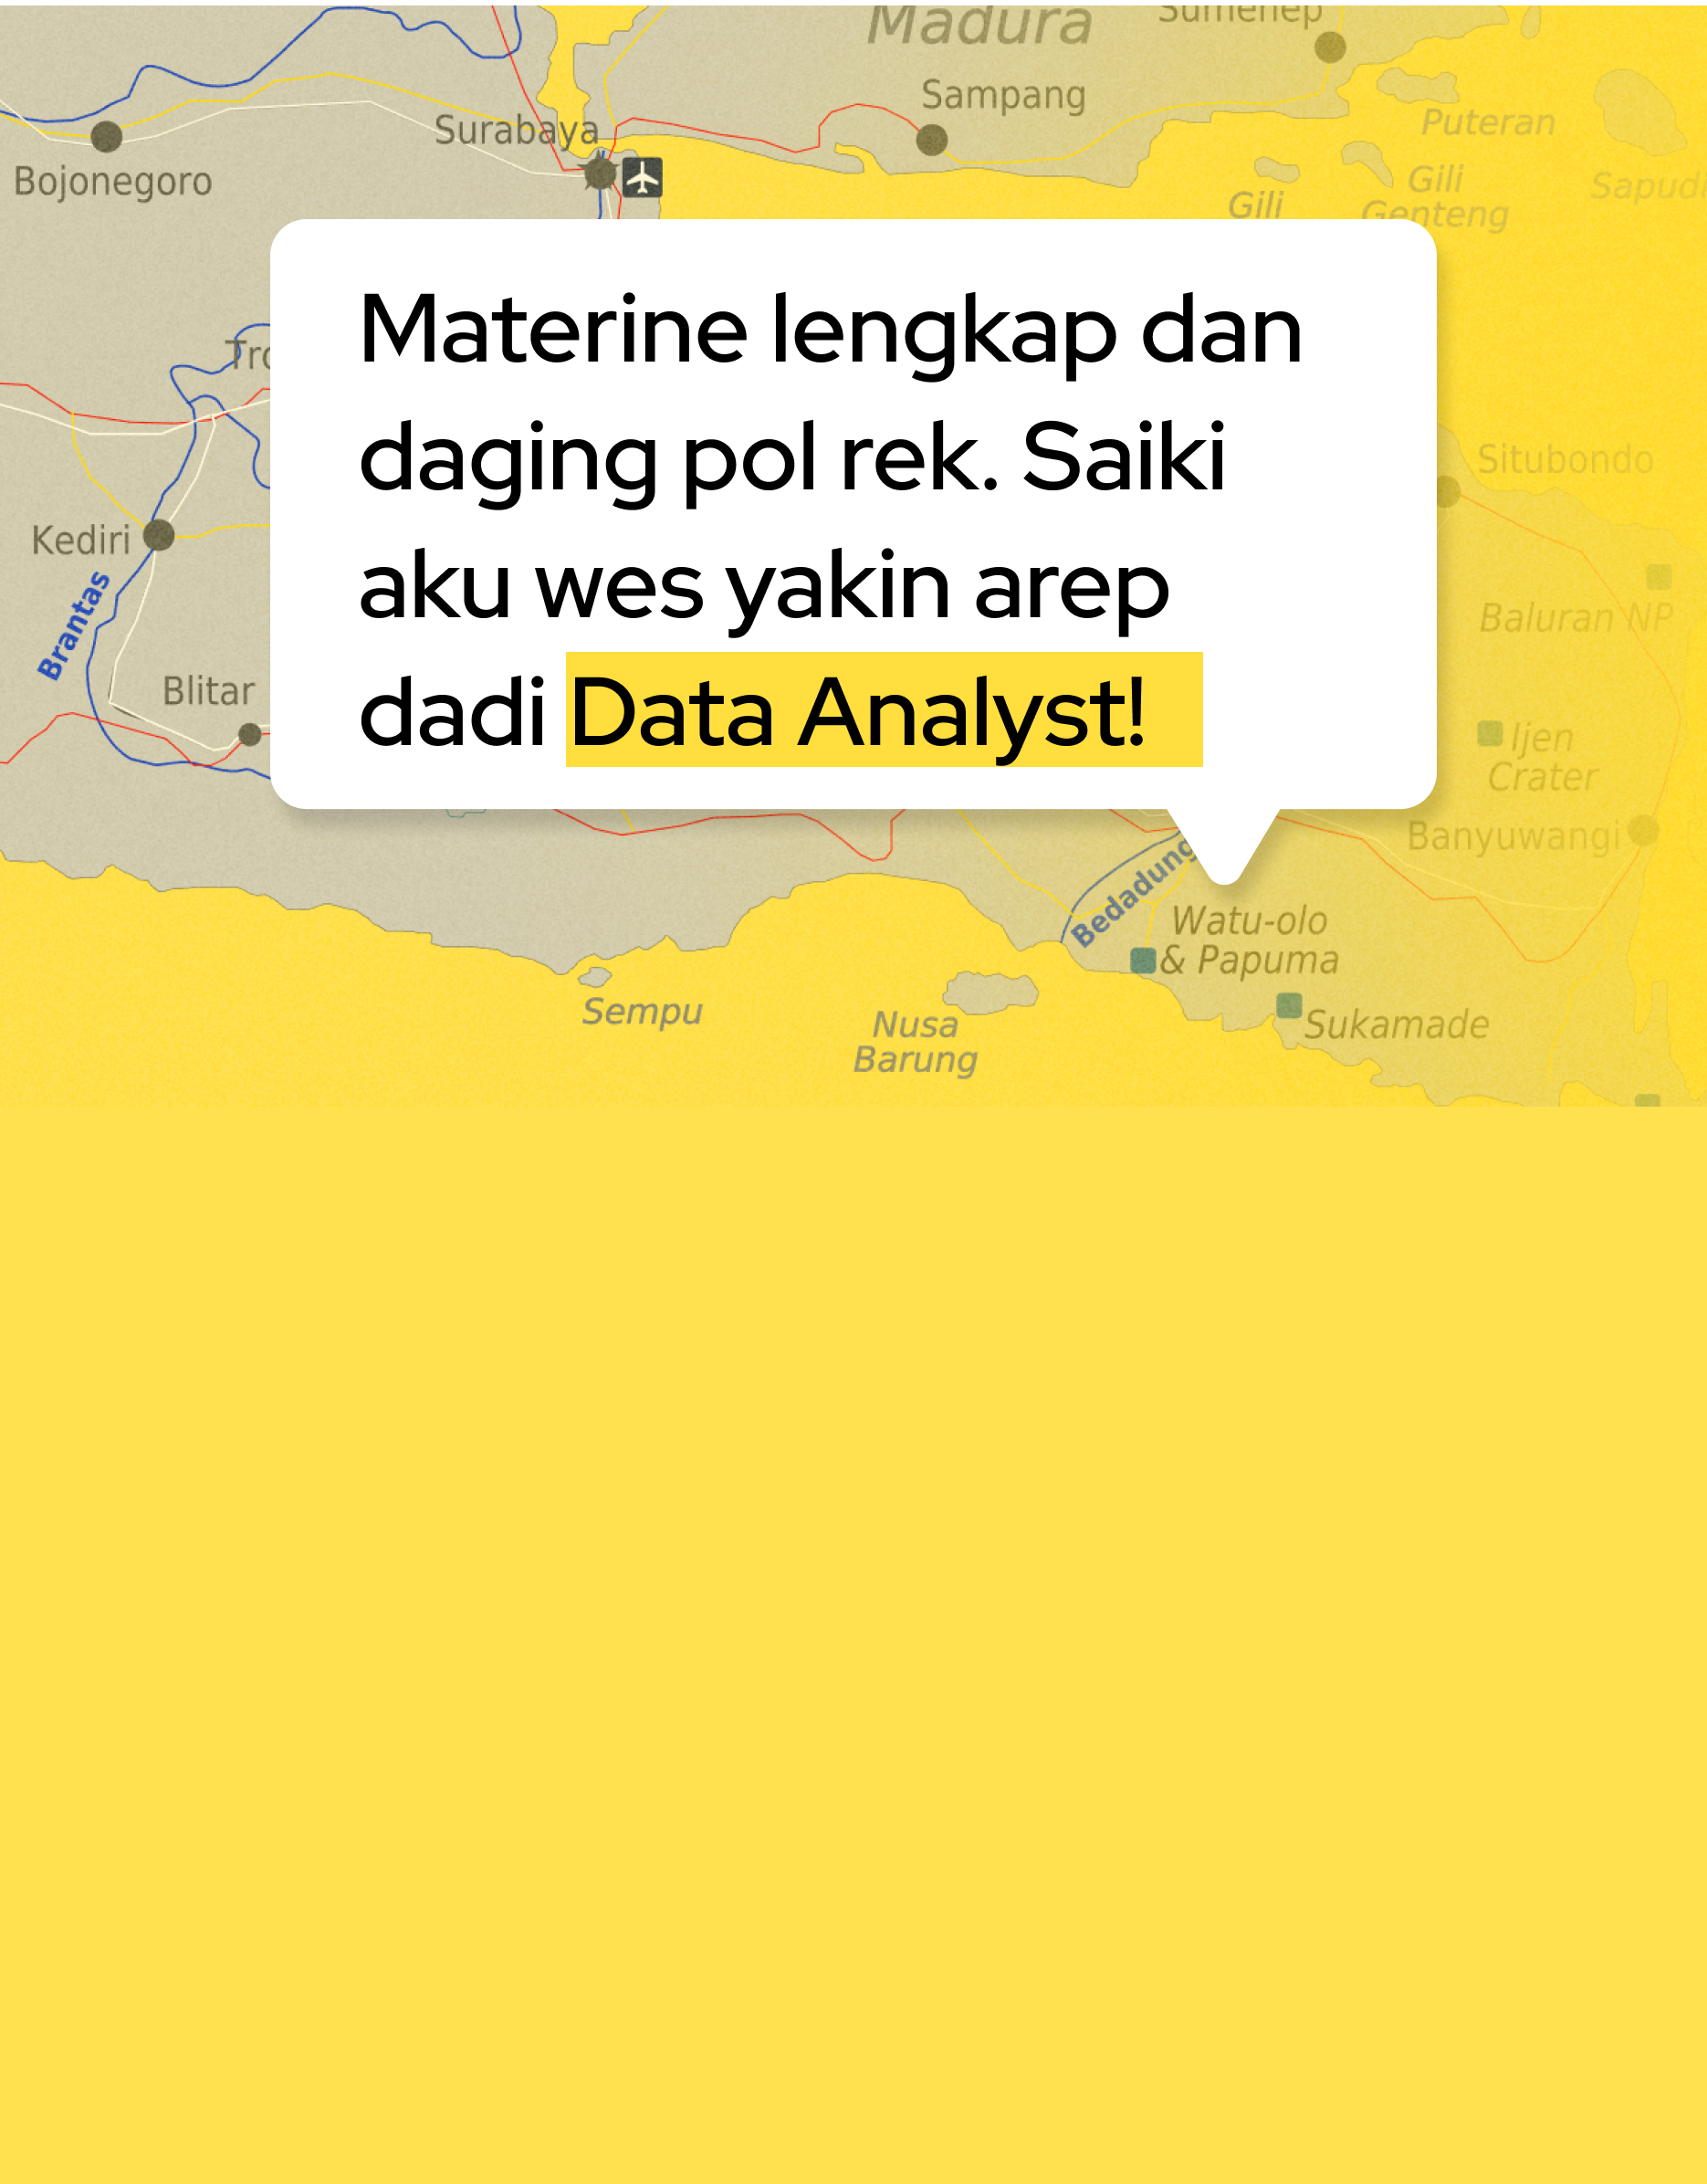 Madura
Sumenep
Sampang
Puteran
Surabaya
Bojonegoro
Gili
Genteng
Sapudi
Gili
Materine lengkap dan
daging pol rek. Saiki
aku wes yakin arep
dadi Data Analyst!
Situbondo
Kediri
Brantas
Baluran NP
Blitar
Ijen
Crater
Banyuwangi
Bedadung
Watu-olo
& Papuma
Sempu
Nusa
Barung
Sukamade